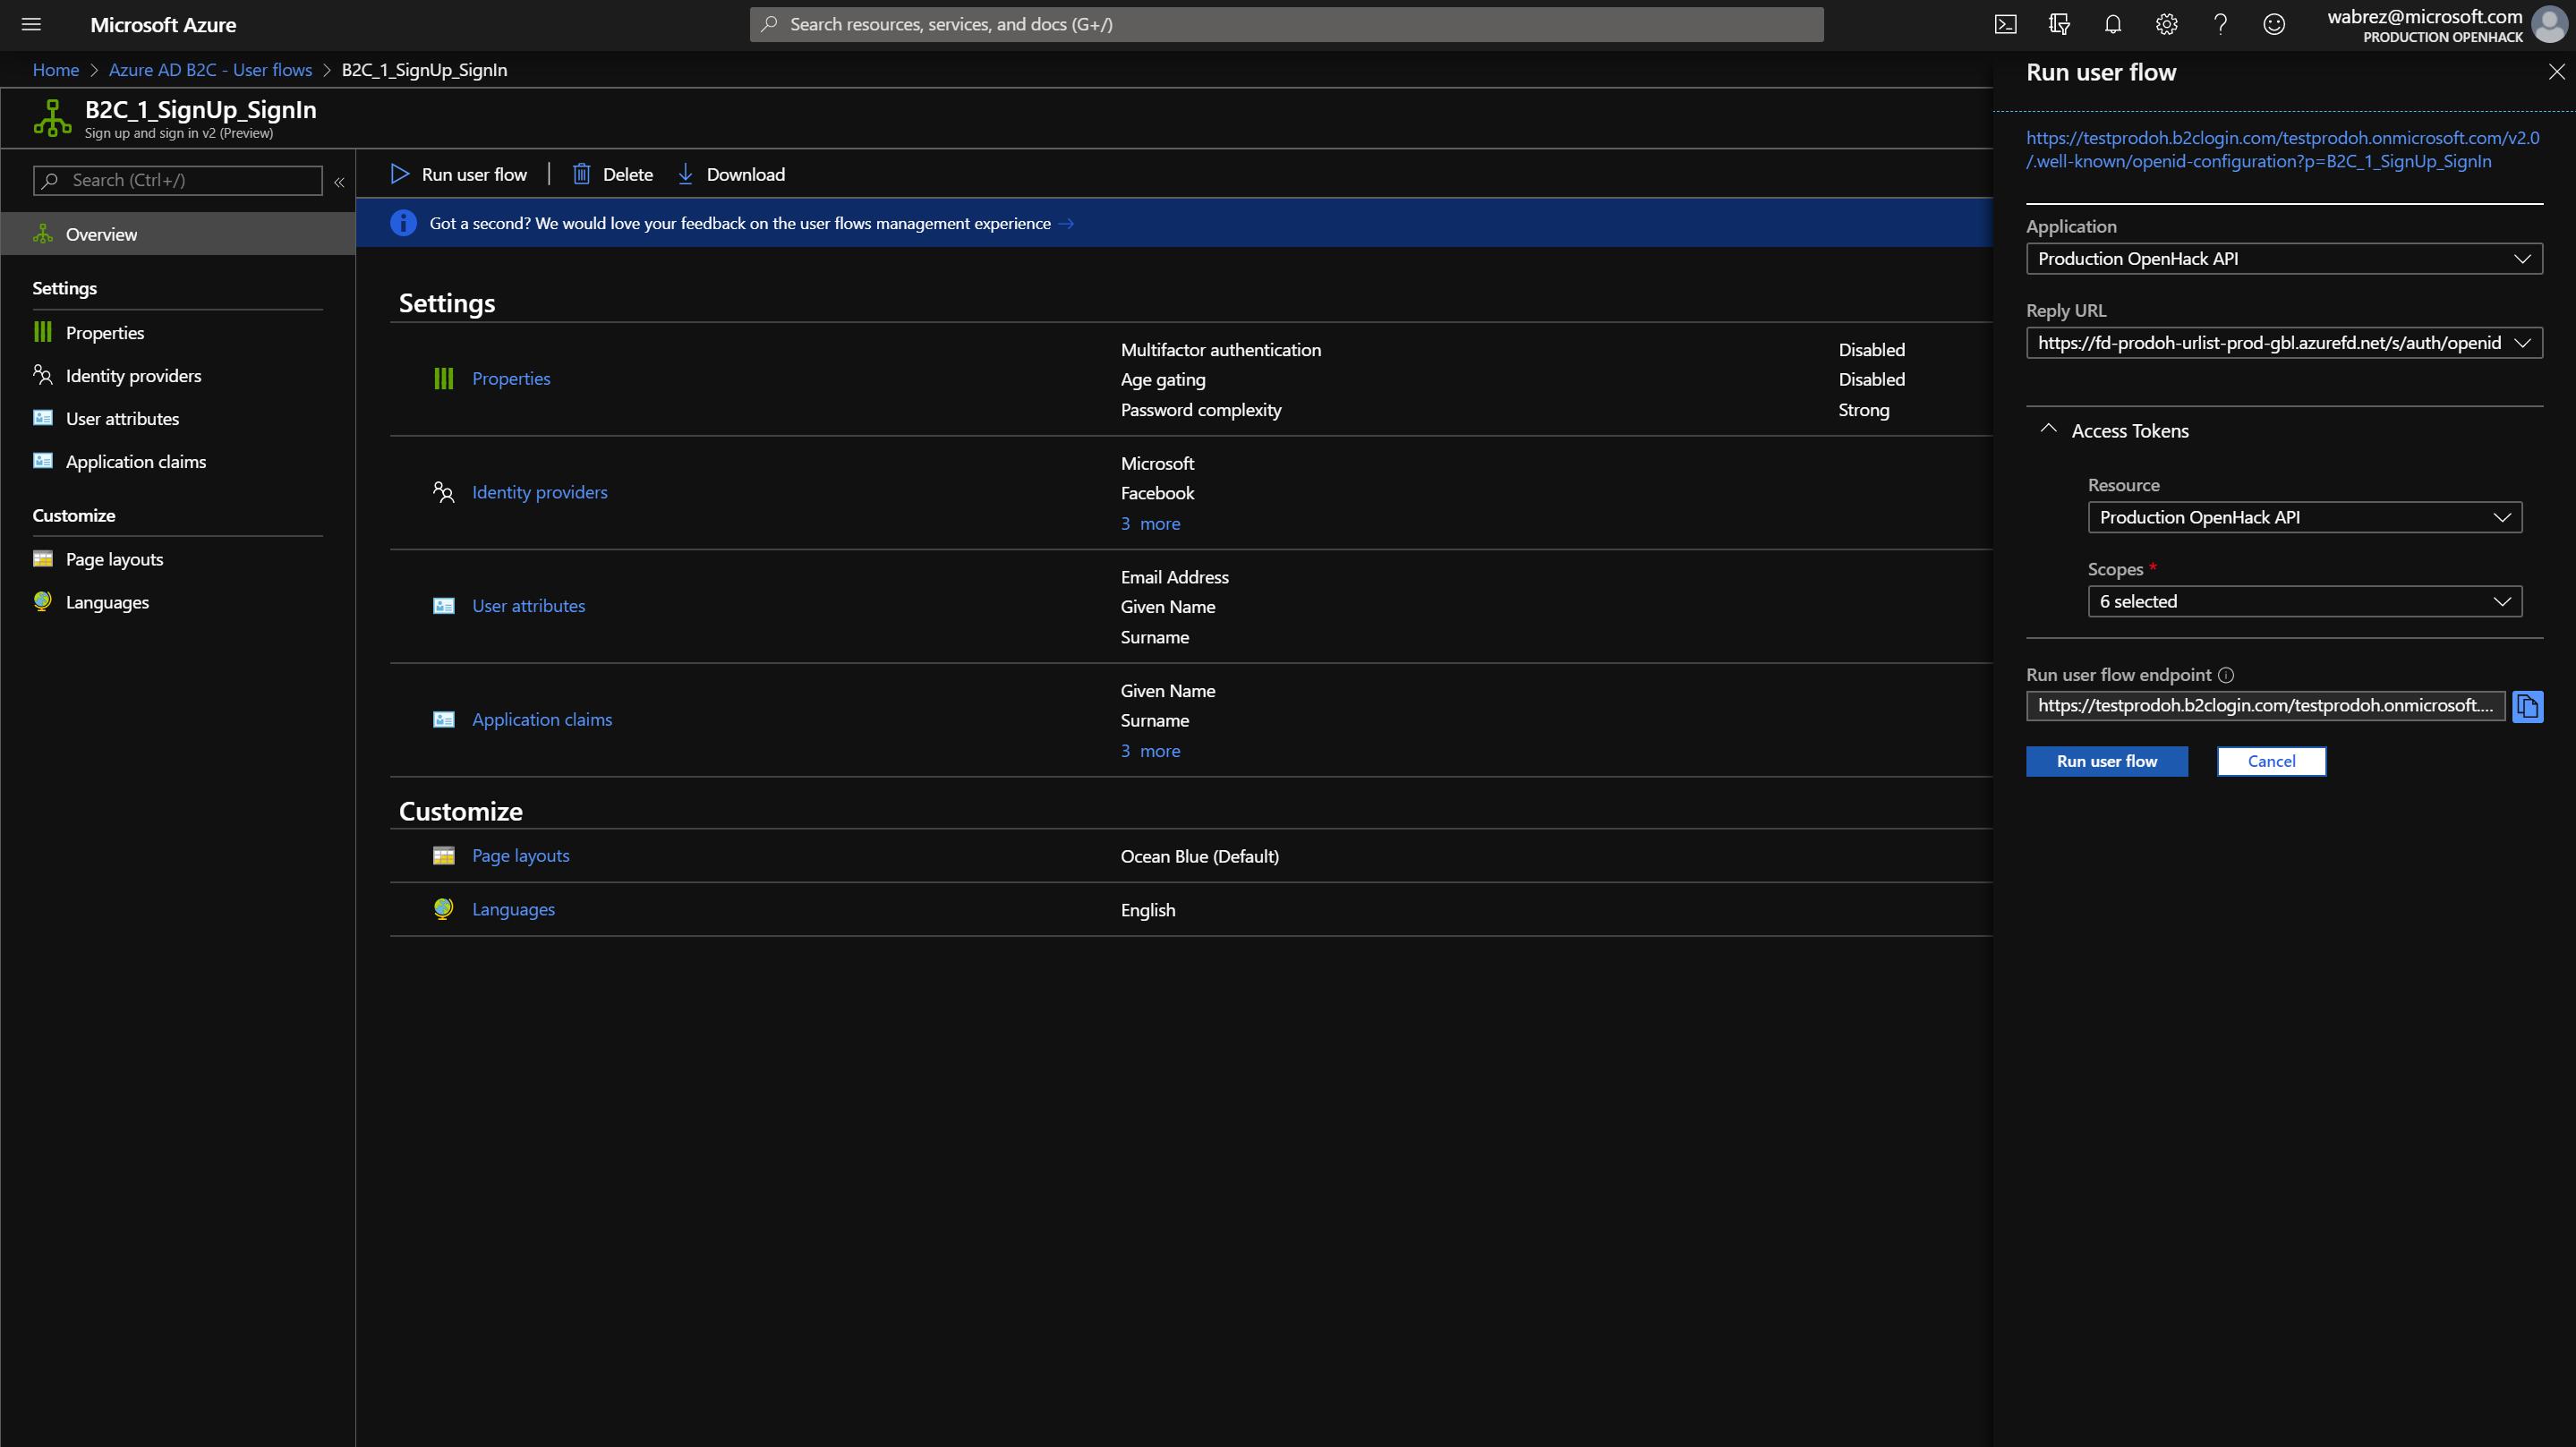 Microsoft Azure
Search resources, services, and docs (G+/)
wabrez@microsoft.com
PRODUCTION OPENHACK
Home > Azure AD B2C - User flows > B2C_1_SignUp_SignIn
B2C_1_SignUp_SignIn
Sign up and sign in v2 (Preview)
Search (Ctrl+/)
Overview
Settings
Properties
Identity providers
User attributes
Application claims
Customize
Page layouts
Languages
Run user flow | Delete Download
Got a second? We would love your feedback on the user flows management experience →
Settings
Properties
Multifactor authentication Disabled
Age gating Disabled
Password complexity Strong
Identity providers
Microsoft
Facebook
3 more
User attributes
Email Address
Given Name
Surname
Application claims
Given Name
Surname
3 more
Customize
Page layouts Ocean Blue (Default)
Languages English
Run user flow
https://testprodoh.b2clogin.com/testprodoh.onmicrosoft.com/v2.0
/.well-known/openid-configuration?p=B2C_1_SignUp_SignIn
Application
Production OpenHack API
Reply URL
https://fd-prodoh-urlist-prod-gbl.azurefd.net/s/auth/openid
Access Tokens
Resource
Production OpenHack API
Scopes *
6 selected
Run user flow endpoint
https://testprodoh.b2clogin.com/testprodoh.onmicrosoft....
Run user flow Cancel